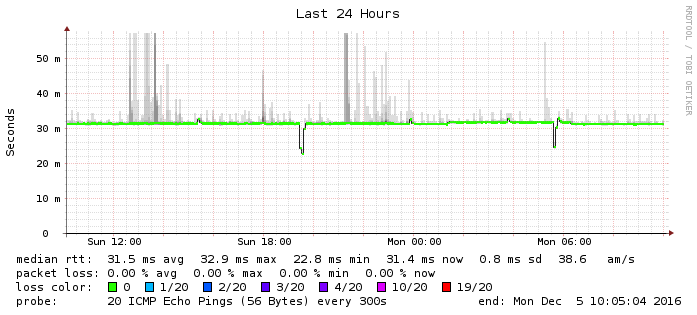 Last 24 Hours
RRDTOOL / TOBI OETIKER
Seconds
50 m
40 m
30 m
20 m
10 m
0
Sun 12:00 Sun 18:00 Mon 00:00 Mon 06:00
median rtt: 31.5 ms avg 32.9 ms max 22.8 ms min 31.4 ms now 0.8 ms sd 38.6 am/s
packet loss: 0.00 % avg 0.00 % max 0.00 % min 0.00 % now
loss color: 0 1/20 2/20 3/20 4/20 10/20 19/20
probe: 20 ICMP Echo Pings (56 Bytes) every 300s end: Mon Dec 5 10:05:04 2016